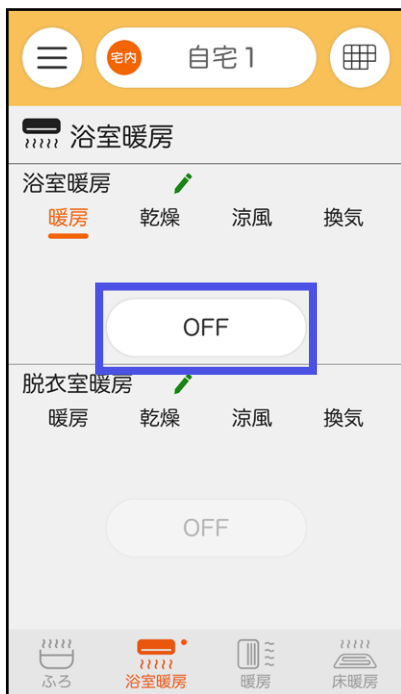 宅内 自宅1
浴室暖房
浴室暖房
暖房 乾燥 涼風 換気
OFF
脱衣室暖房
暖房 乾燥 涼風 換気
OFF
ふろ 浴室暖房 暖房 床暖房